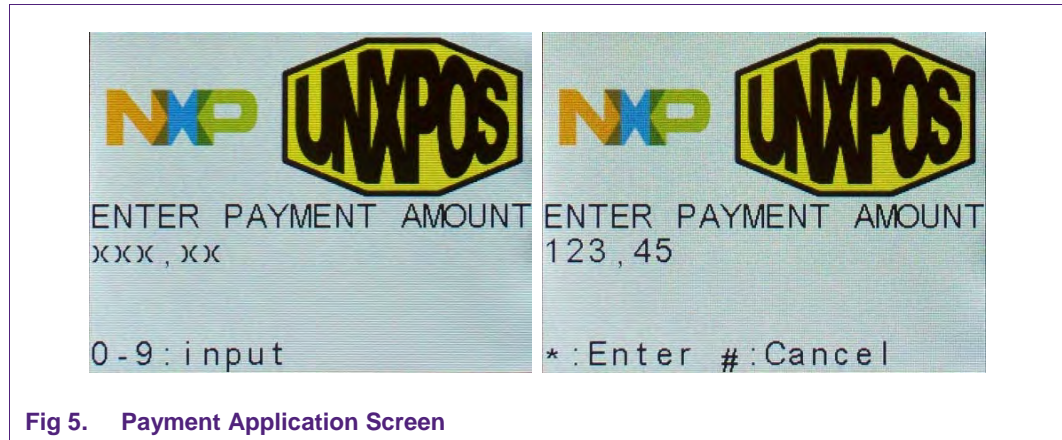 NXP UNXPOS
ENTER PAYMENT AMOUNT
xxx,xx
0-9:input
NXP UNXPOS
ENTER PAYMENT AMOUNT
123,45
*:Enter #:Cancel
Fig 5. Payment Application Screen